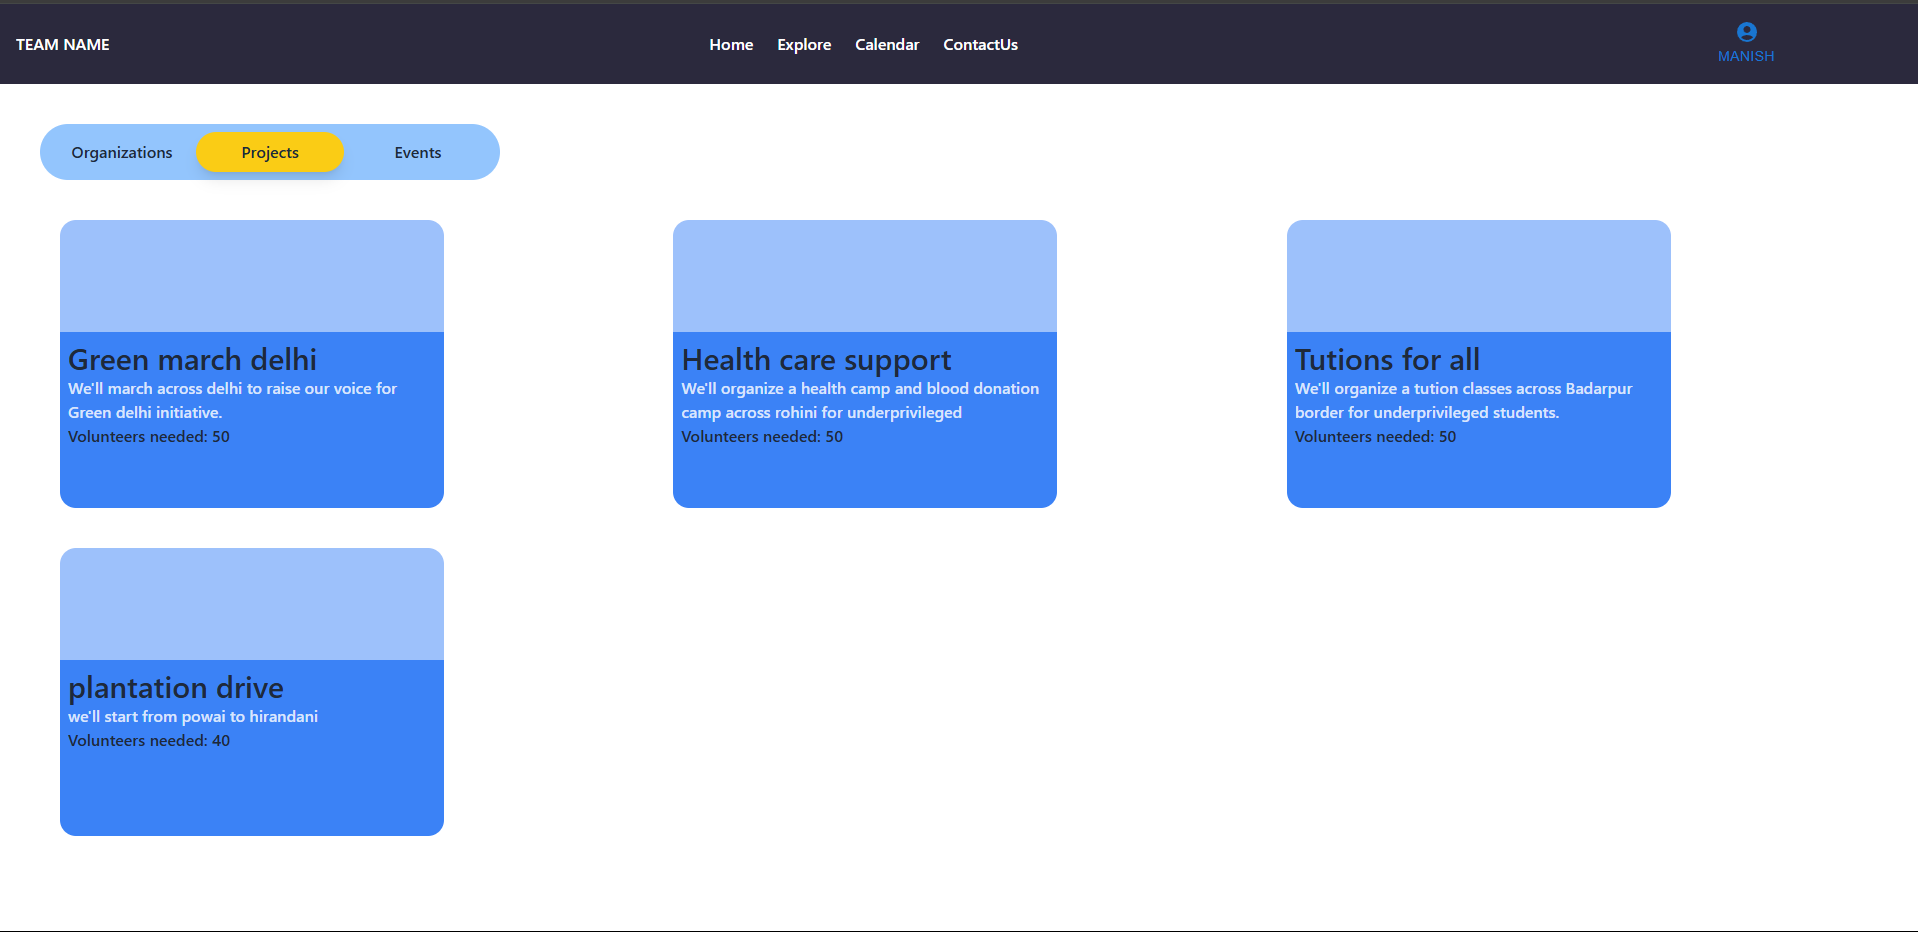 TEAM NAME
Home Explore Calendar ContactUs
MANISH
Organizations Projects Events
Green march delhi
We'll march across delhi to raise our voice for
Green delhi initiative.
Volunteers needed: 50
Health care support
We'll organize a health camp and blood donation
camp across rohini for underprivileged
Volunteers needed: 50
Tutions for all
We'll organize a tution classes across Badarpur
border for underprivileged students.
Volunteers needed: 50
plantation drive
we'll start from powai to hirandani
Volunteers needed: 40